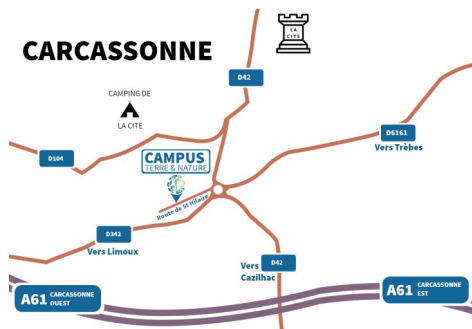 CARCASSONNE
LA
CITE
D42
CAMPING DE
LA CITE
D104
CAMPUS
TERRE & NATURE
D6161
Vers Trèbes
Route de St Hilaire
D342
Vers Limoux
Vers
Cazilhac
D42
A61 CARCASSONNE
OUEST
A61 CARCASSONNE
EST